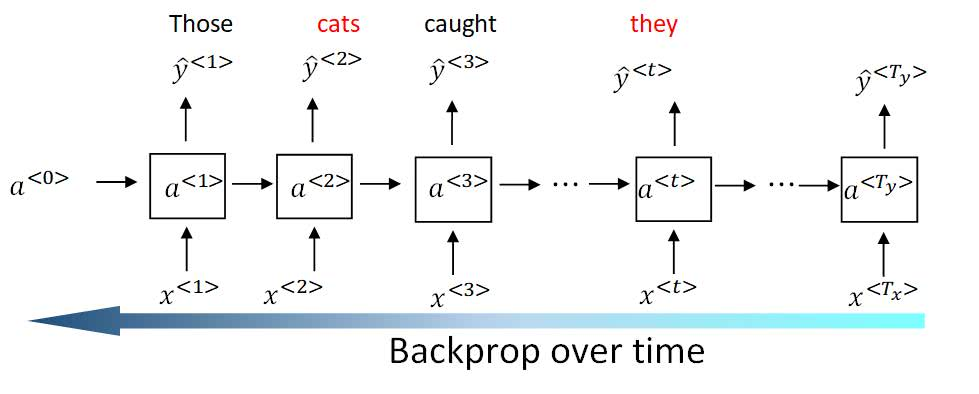 Those cats caught they
ŷ<1> ŷ<2> ŷ<3> ŷ<t> ŷ<Ty>
a<0> a<1> a<2> a<3> ... a<t> ... a<Ty>
x<1> x<2> x<3> x<t> x<Tx>
Backprop over time